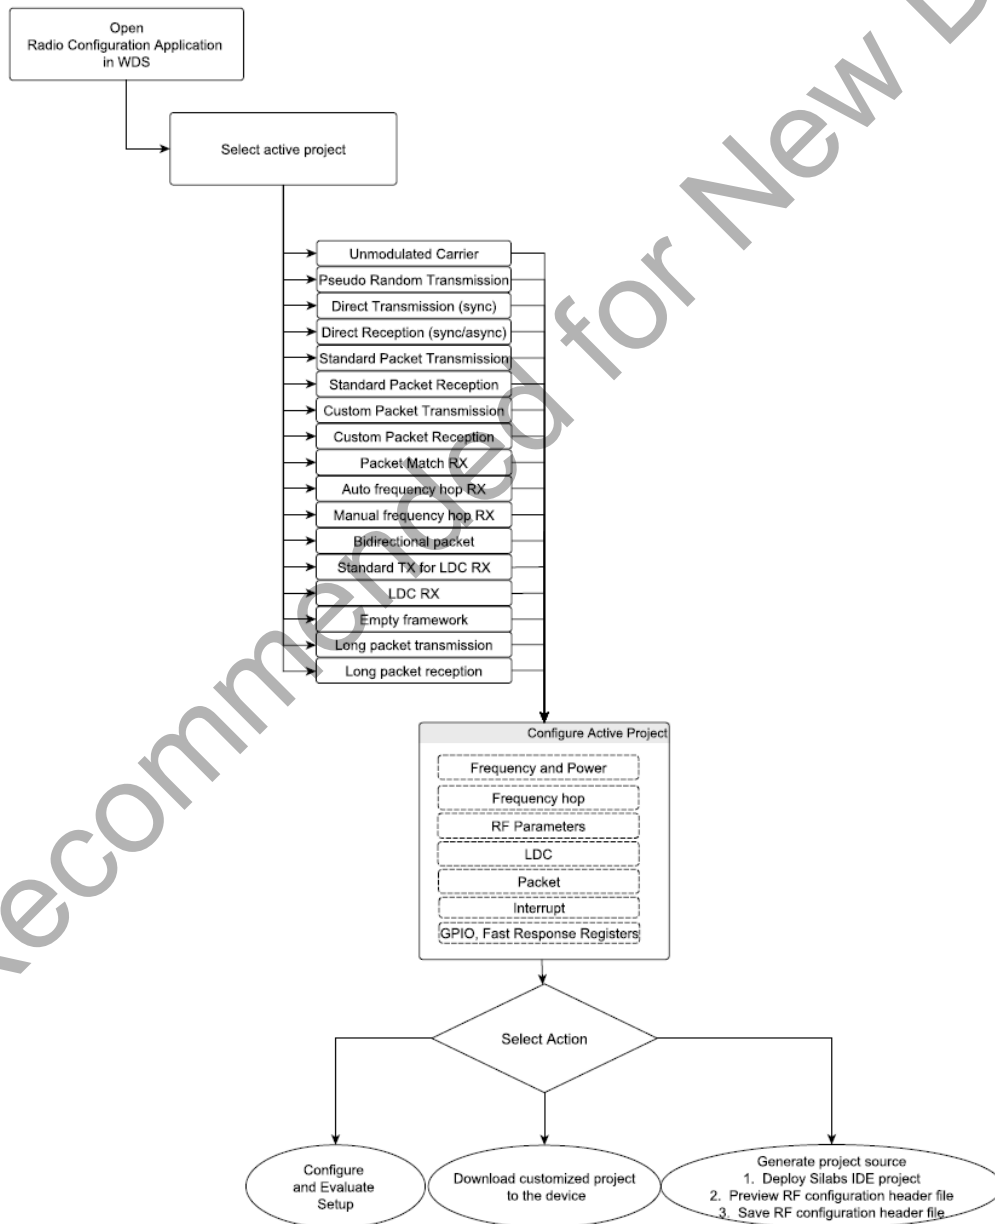 Open
Radio Configuration Application
in WDS
Select active project
Unmodulated Carrier
Pseudo Random Transmission
Direct Transmission (sync)
Direct Reception (sync/async)
Standard Packet Transmission
Standard Packet Reception
Custom Packet Transmission
Custom Packet Reception
Packet Match RX
Auto frequency hop RX
Manual frequency hop RX
Bidirectional packet
Standard TX for LDC RX
LDC RX
Empty framework
Long packet transmission
Long packet reception
Configure Active Project
Frequency and Power
Frequency hop
RF Parameters
LDC
Packet
Interrupt
GPIO, Fast Response Registers
Select Action
Configure
and Evaluate
Setup
Download customized project
to the device
Generate project source
1. Deploy Silabs IDE project
2. Preview RF configuration header file
3. Save RF configuration header file
Recommended for New D